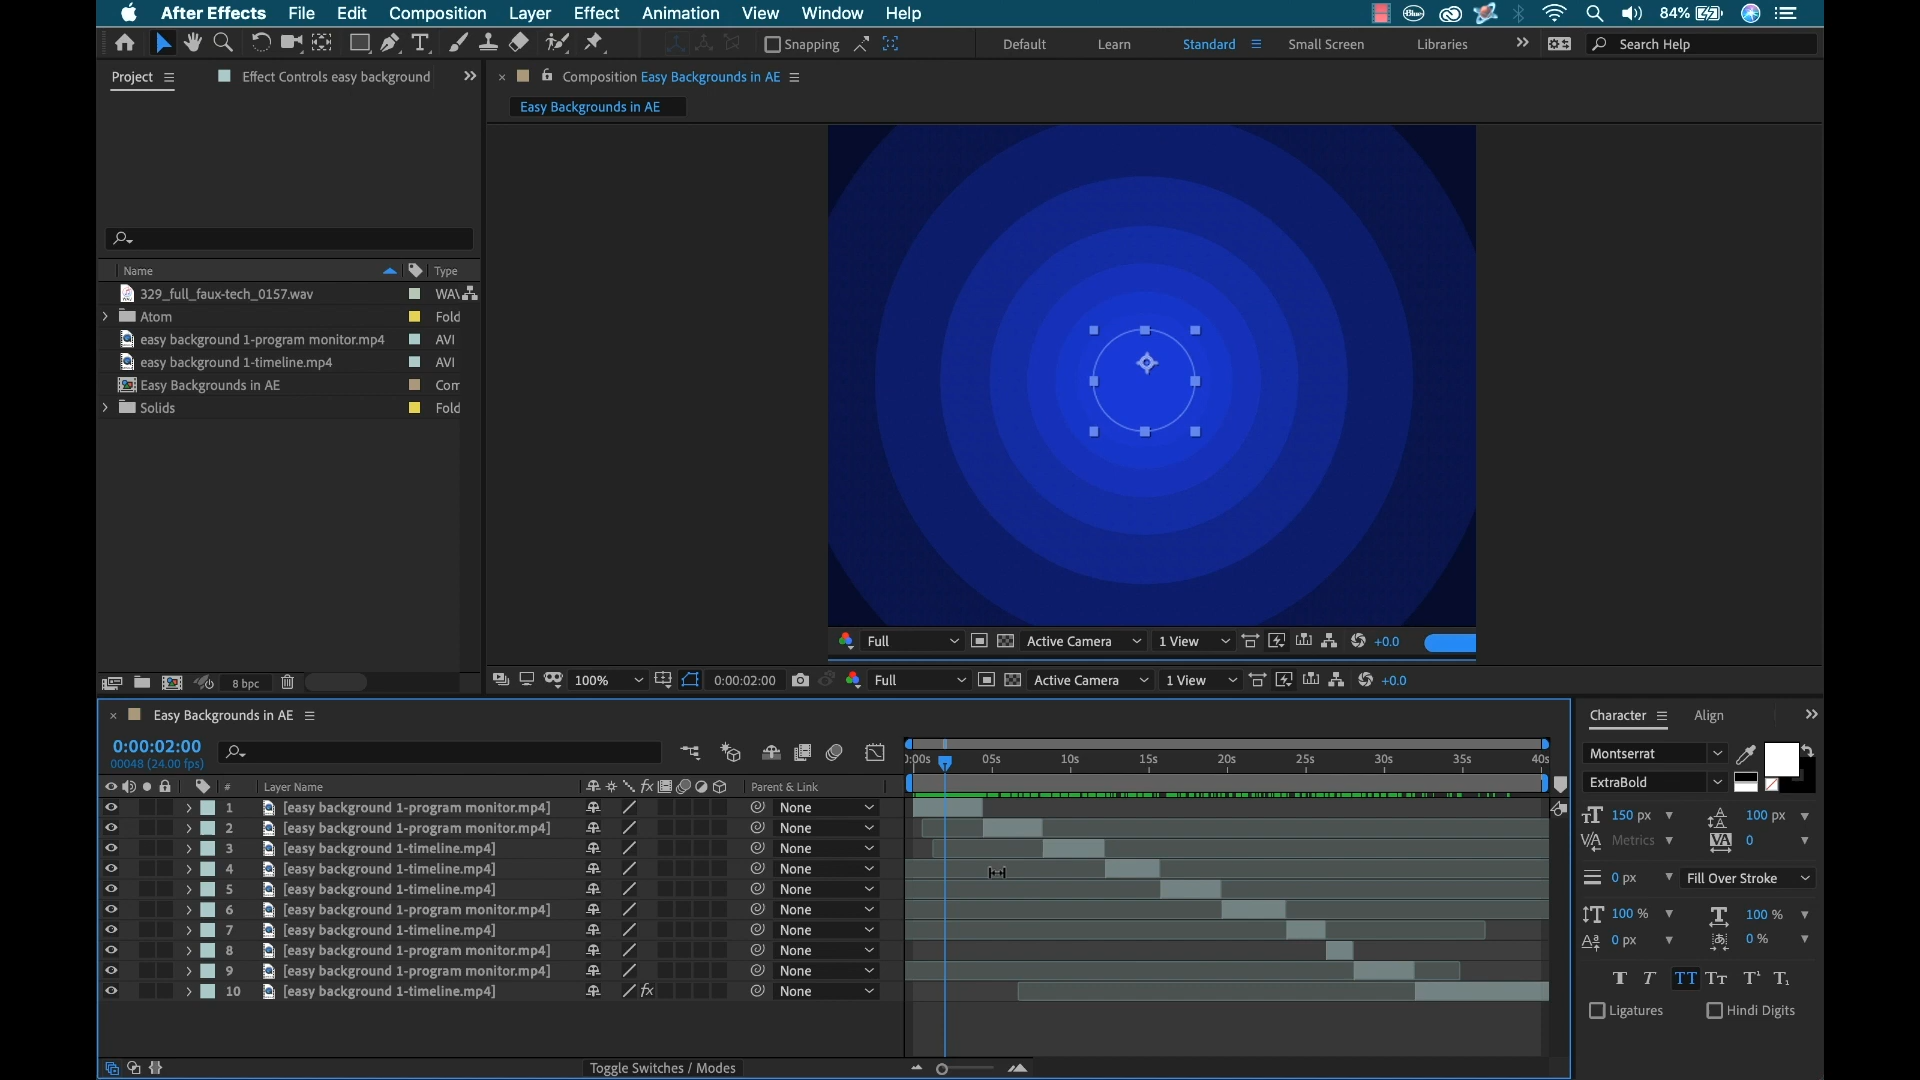 After Effects File Edit Composition Layer Effect Animation View Window Help 84%
Snapping Default Learn Standard Small Screen Libraries Search Help
Project Effect Controls easy background Composition Easy Backgrounds in AE
Easy Backgrounds in AE
Name Type
329_full_faux-tech_0157.wav WAV
Atom Fold
easy background 1-program monitor.mp4 AVI
easy background 1-timeline.mp4 AVI
Easy Backgrounds in AE Com
Solids Fold
Full Active Camera 1 View +0.0
8 bpc 100% 0:00:02:00 Full Active Camera 1 View +0.0
Easy Backgrounds in AE
0:00:02:00
00048 (24.00 fps)
# Layer Name fx Parent & Link
):00s 05s 10s 15s 20s 25s 30s 35s 40s
1 [easy background 1-program monitor.mp4] None
2 [easy background 1-program monitor.mp4] None
3 [easy background 1-timeline.mp4] None
4 [easy background 1-timeline.mp4] None
5 [easy background 1-timeline.mp4] None
6 [easy background 1-program monitor.mp4] None
7 [easy background 1-timeline.mp4] None
8 [easy background 1-program monitor.mp4] None
9 [easy background 1-program monitor.mp4] None
10 [easy background 1-timeline.mp4] fx None
Toggle Switches / Modes
Character Align
Montserrat
ExtraBold
150 px 100 px
Metrics 0
0 px Fill Over Stroke
100 % 100 %
0 px 0 %
T T TT TT T¹ T₁
Ligatures Hindi Digits